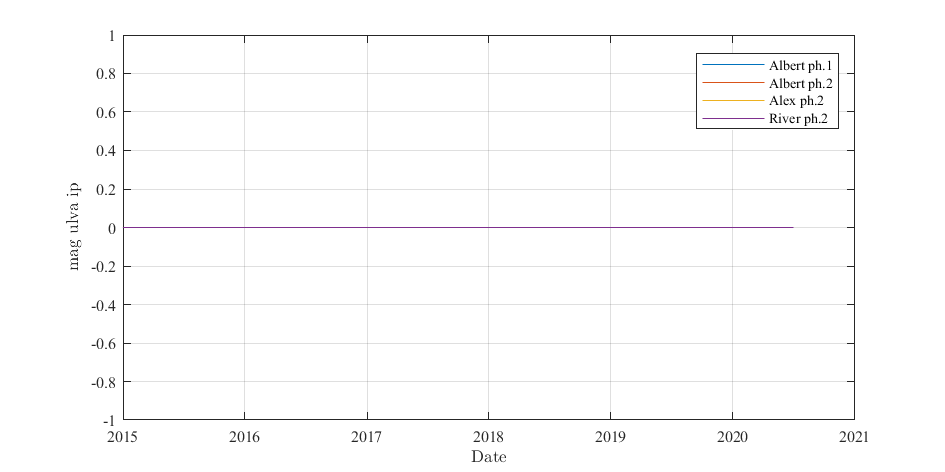 1
0.8
0.6
0.4
0.2
0
-0.2
-0.4
-0.6
-0.8
-1
mag ulva ip
Albert ph.1
Albert ph.2
Alex ph.2
River ph.2
2015 2016 2017 2018 2019 2020 2021
Date